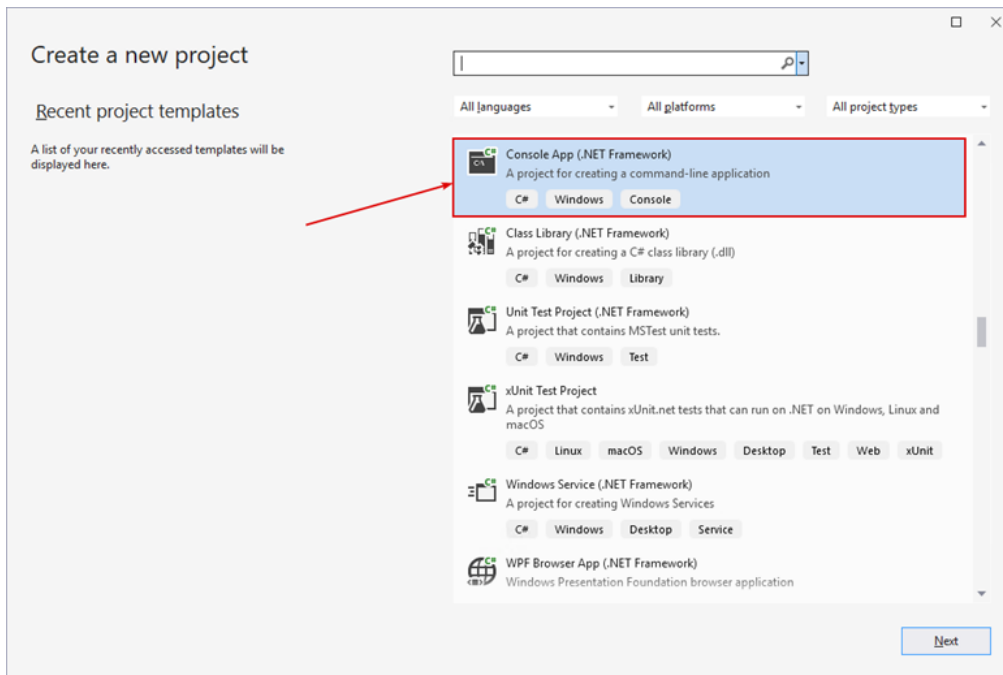 Create a new project
Recent project templates
A list of your recently accessed templates will be
displayed here.
All languages All platforms All project types
C#
C:\
Console App (.NET Framework)
A project for creating a command-line application
C# Windows Console
C#
Class Library (.NET Framework)
A project for creating a C# class library (.dll)
C# Windows Library
C#
Unit Test Project (.NET Framework)
A project that contains MSTest unit tests.
C# Windows Test
C#
xUnit Test Project
A project that contains xUnit.net tests that can run on .NET on Windows, Linux and
macOS
C# Linux macOS Windows Desktop Test Web xUnit
C#
Windows Service (.NET Framework)
A project for creating Windows Services
C# Windows Desktop Service
C#
WPF Browser App (.NET Framework)
Windows Presentation Foundation browser application
Next